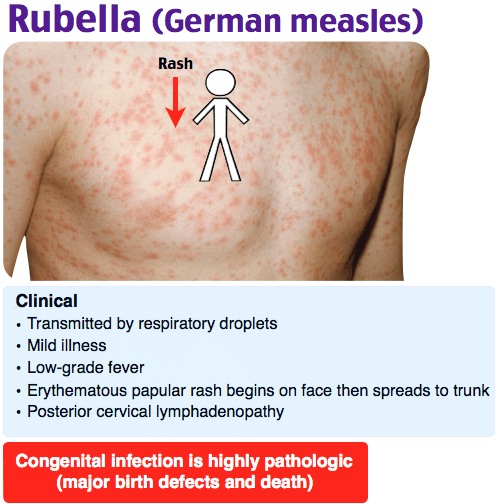 Rubella (German measles)
Rash
Clinical
• Transmitted by respiratory droplets
• Mild illness
• Low-grade fever
• Erythematous papular rash begins on face then spreads to trunk
• Posterior cervical lymphadenopathy
Congenital infection is highly pathologic
(major birth defects and death)